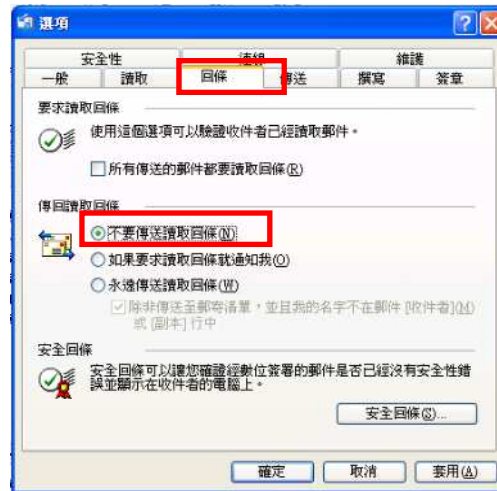 選項
安全性 連線 維護
一般 讀取 回條 傳送 撰寫 簽章
要求讀取回條
使用這個選項可以驗證收件者已經讀取郵件。
所有傳送的郵件都要讀取回條(R)
傳回讀取回條
不要傳送讀取回條(N)
如果要求讀取回條就通知我(O)
永遠傳送讀取回條(W)
除非傳送至郵寄清單，並且我的名字不在郵件 [收件者](M)
或 [副本] 行中
安全回條
安全回條可以讓您確證經數位簽署的郵件是否已經沒有安全性錯
誤並顯示在收件者的電腦上。
安全回條(S)...
確定 取消 套用(A)